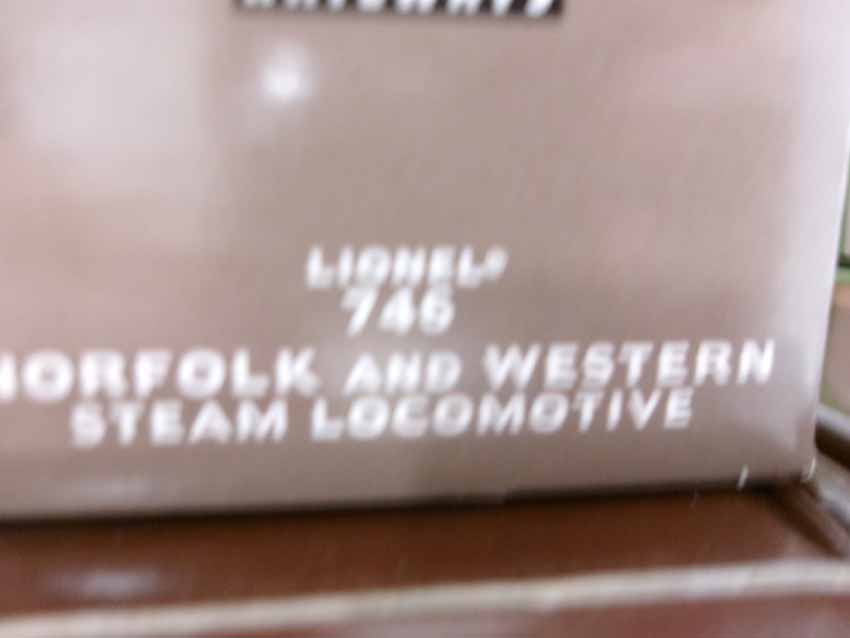 LIONEL®
746
NORFOLK AND WESTERN
STEAM LOCOMOTIVE